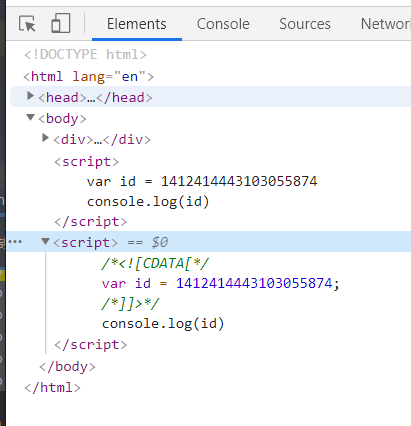 Elements Console Sources Networ
<!DOCTYPE html>
<html lang="en">
<head>…</head>
<body>
<div>…</div>
<script>
var id = 1412414443103055874
console.log(id)
</script>
<script> == $0
/*<![CDATA[*/
var id = 1412414443103055874;
/*]]>*/
console.log(id)
</script>
</body>
</html>